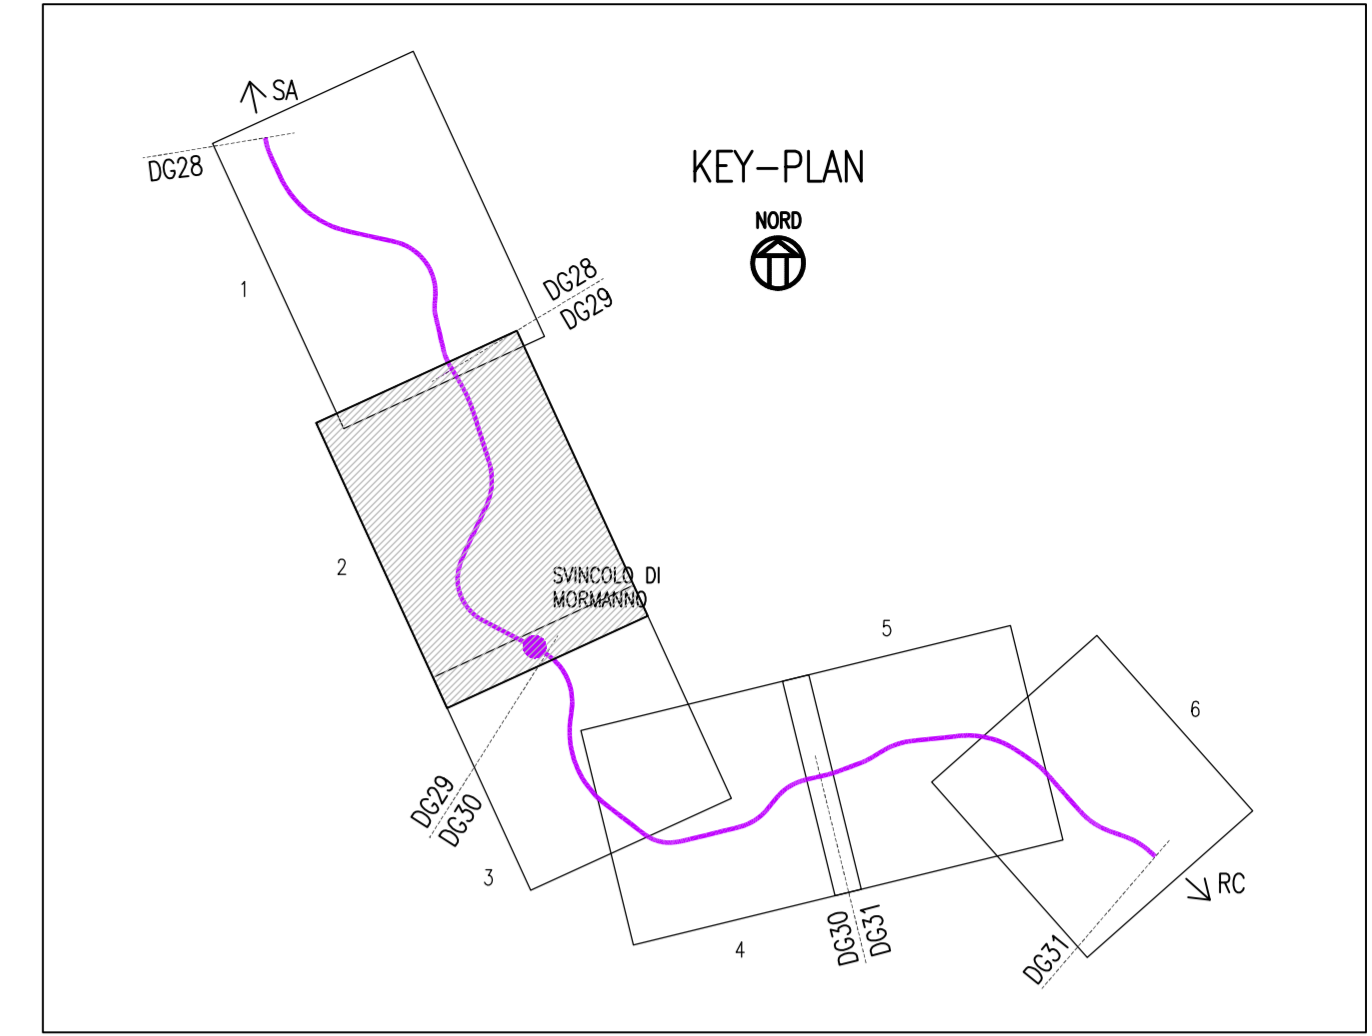 SA
DG28
KEY-PLAN
NORD
1
DG28
DG29
2
SVINCOLO DI
MORMANNO
5
6
DG29
DG30
3
4
DG30
DG31
RC
DG31